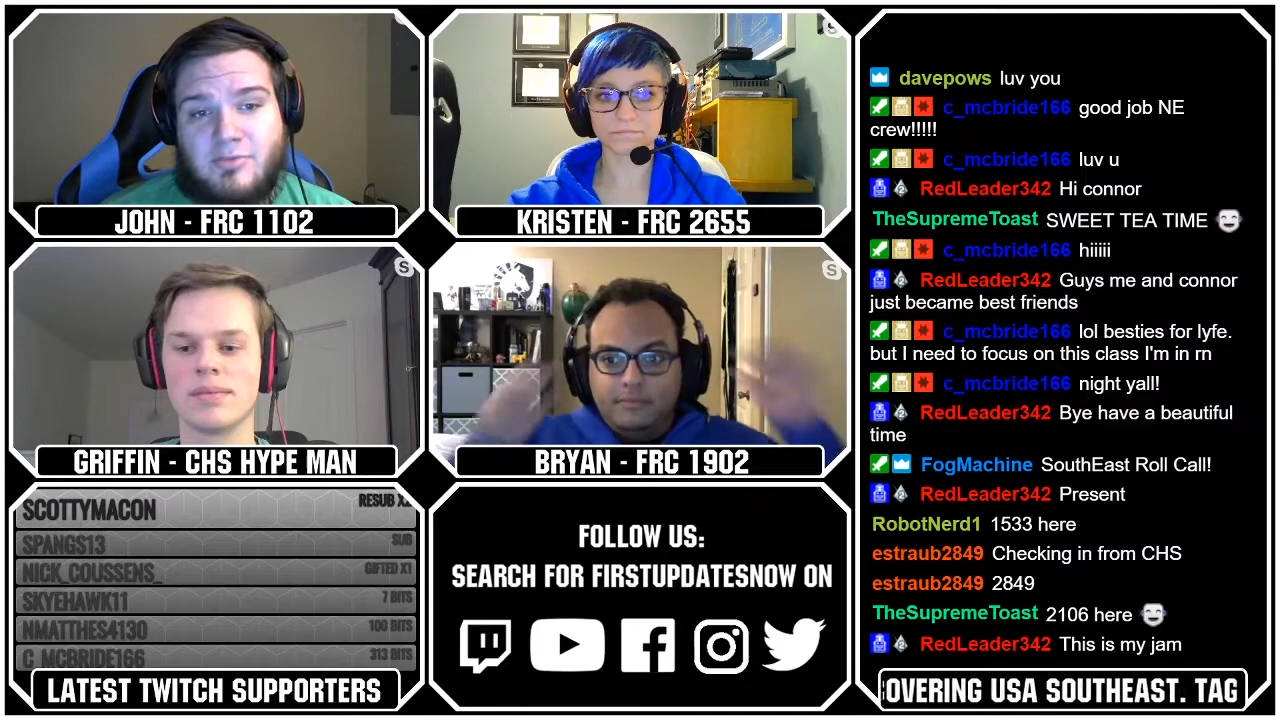 JOHN - FRC 1102
KRISTEN - FRC 2655
GRIFFIN - CHS HYPE MAN
BRYAN - FRC 1902
SCOTTYMACON
SPANGS13 SUB
NICK_COUSSENS_ GIFTED X1
SKYEHAWK11 7 BITS
NMATTHES4130 100 BITS
C_MCBRIDE166 313 BITS
LATEST TWITCH SUPPORTERS
FOLLOW US:
SEARCH FOR FIRSTUPDATESNOW ON
davepows luv you
c_mcbride166 good job NE
crew!!!!!
c_mcbride166 luv u
RedLeader342 Hi connor
TheSupremeToast SWEET TEA TIME
c_mcbride166 hiiiii
RedLeader342 Guys me and connor
just became best friends
c_mcbride166 lol besties for lyfe.
but I need to focus on this class I'm in rn
c_mcbride166 night yall!
RedLeader342 Bye have a beautiful
time
FogMachine SouthEast Roll Call!
RedLeader342 Present
RobotNerd1 1533 here
estraub2849 Checking in from CHS
estraub2849 2849
TheSupremeToast 2106 here
RedLeader342 This is my jam
OVERING USA SOUTHEAST. TAG